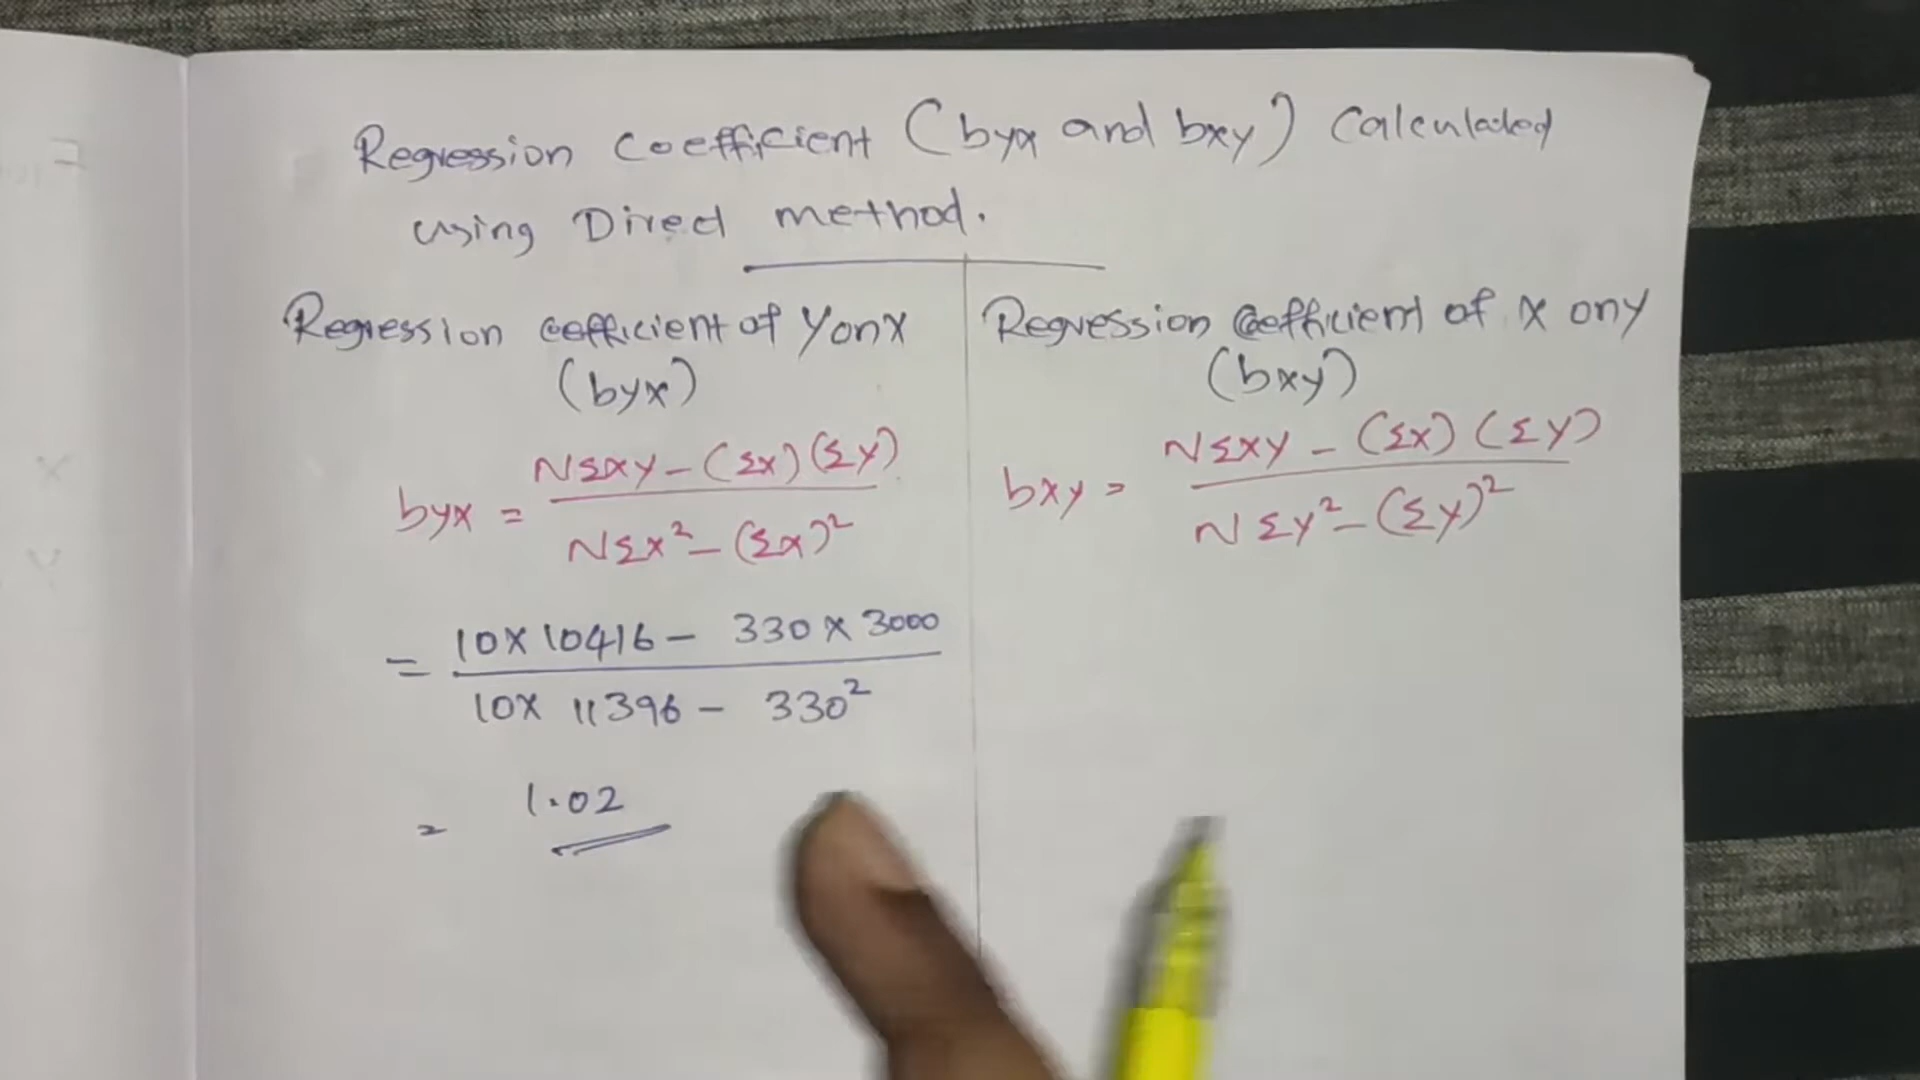 Regression Coefficient (byx and bxy) Calculated
using Direct method.
Regression coefficient of Y on X
(byx)
byx = NΣXY - (ΣX) (ΣY) / NΣX² - (ΣX)²
= 10 X 10416 - 330 X 3000 / 10 X 11396 - 330²
= 1.02
Regression coefficient of X on Y
(bxy)
bxy = NΣXY - (ΣX) (ΣY) / NΣY² - (ΣY)²